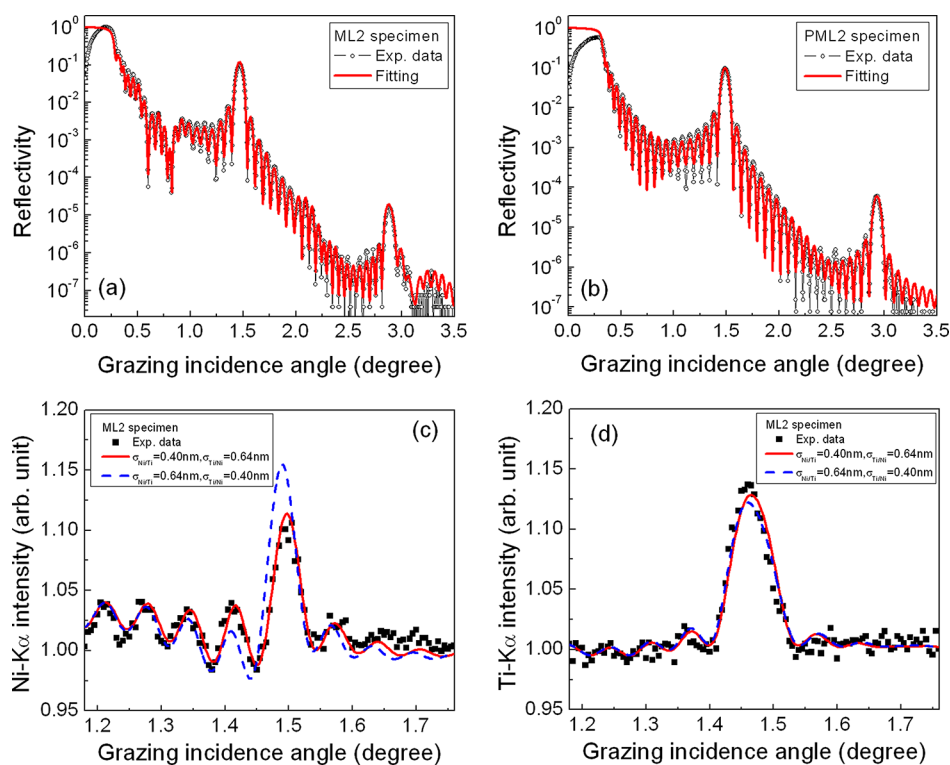 10⁰
10⁻¹
10⁻²
10⁻³
10⁻⁴
10⁻⁵
10⁻⁶
10⁻⁷
Reflectivity
ML2 specimen
Exp. data
Fitting
(a)
0.0 0.5 1.0 1.5 2.0 2.5 3.0 3.5
Grazing incidence angle (degree)
10⁰
10⁻¹
10⁻²
10⁻³
10⁻⁴
10⁻⁵
10⁻⁶
10⁻⁷
Reflectivity
PML2 specimen
Exp. data
Fitting
(b)
0.0 0.5 1.0 1.5 2.0 2.5 3.0 3.5
Grazing incidence angle (degree)
1.20
1.15
1.10
1.05
1.00
0.95
Ni-Kα intensity (arb. unit)
ML2 specimen
Exp. data
σNi/Ti=0.40nm,σTi/Ni=0.64nm
σNi/Ti=0.64nm,σTi/Ni=0.40nm
(c)
1.2 1.3 1.4 1.5 1.6 1.7
Grazing incidence angle (degree)
1.20
1.15
1.10
1.05
1.00
0.95
Ti-Kα intensity (arb. unit)
(d)
ML2 specimen
Exp. data
σNi/Ti=0.40nm,σTi/Ni=0.64nm
σNi/Ti=0.64nm,σTi/Ni=0.40nm
1.2 1.3 1.4 1.5 1.6 1.7
Grazing incidence angle (degree)